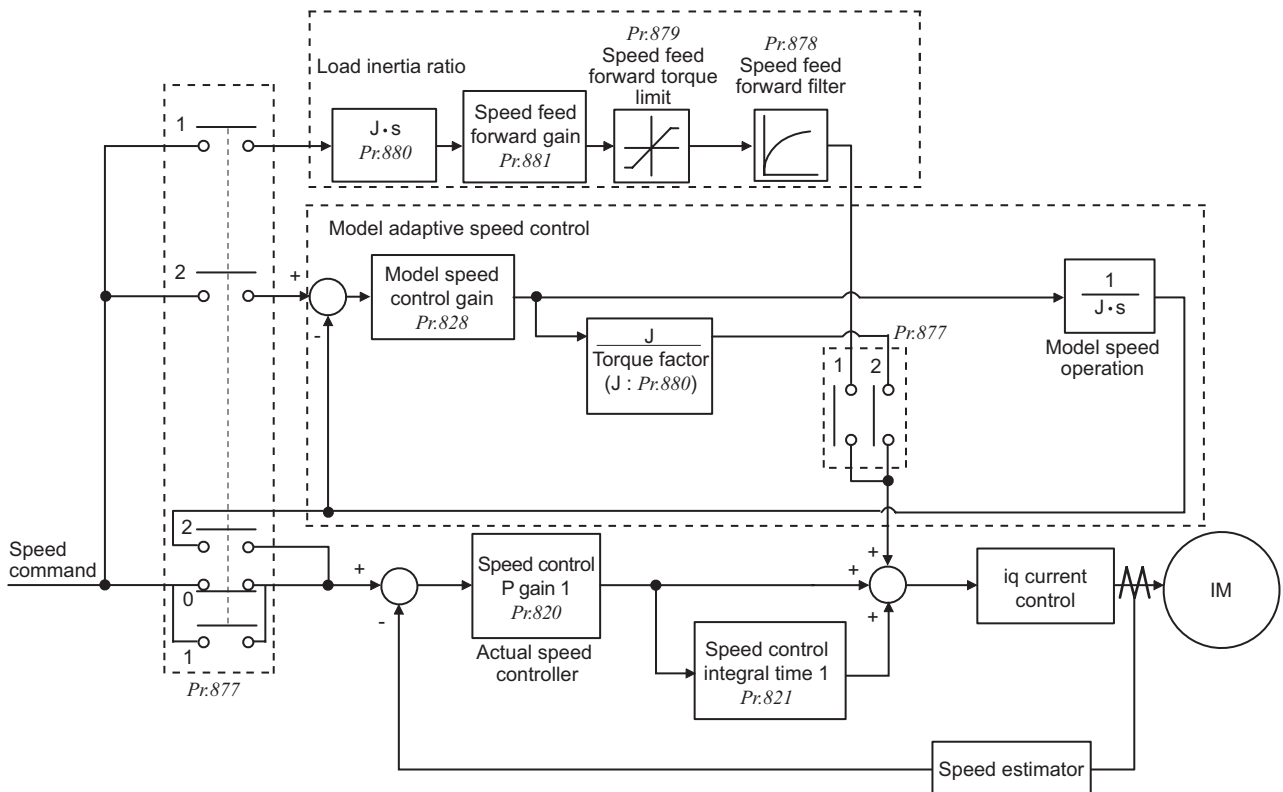 Pr.879
Speed feed
forward torque
limit
Pr.878
Speed feed
forward filter
Load inertia ratio
1
J·s
Pr.880
Speed feed
forward gain
Pr.881
Model adaptive speed control
2
+
-
Model speed
control gain
Pr.828
J
Torque factor
(J : Pr.880)
Pr.877
1 2
1
J·s
Model speed
operation
Speed
command
2
0
1
Pr.877
+
-
Speed control
P gain 1
Pr.820
Actual speed
controller
Speed control
integral time 1
Pr.821
+
+
+
iq current
control
IM
Speed estimator